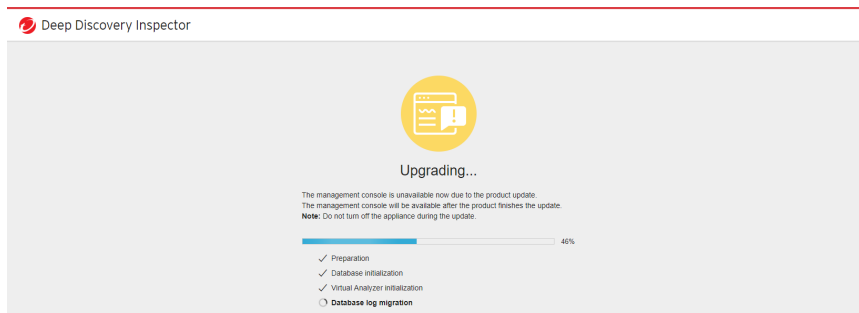 Deep Discovery Inspector
Upgrading...
The management console is unavailable now due to the product update.
The management console will be available after the product finishes the update.
Note: Do not turn off the appliance during the update.
46%
Preparation
Database initialization
Virtual Analyzer initialization
Database log migration